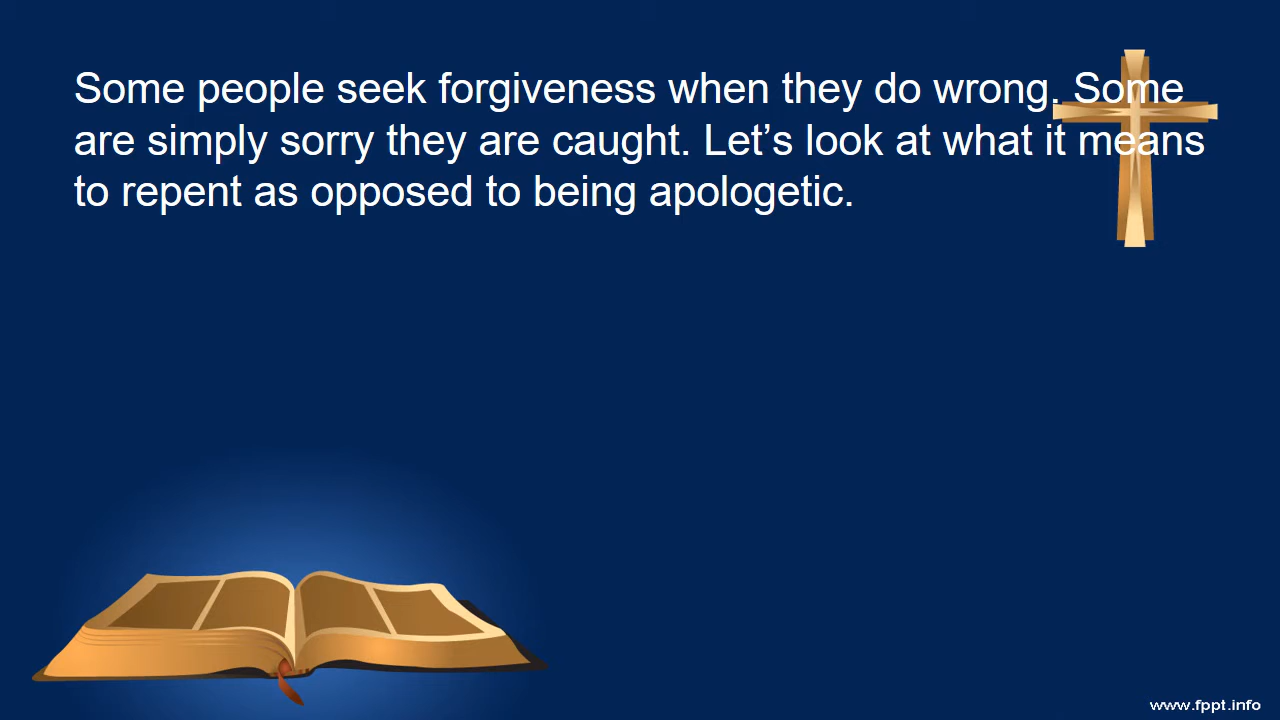 Some people seek forgiveness when they do wrong. Some
are simply sorry they are caught. Let’s look at what it means
to repent as opposed to being apologetic.
www.fppt.info